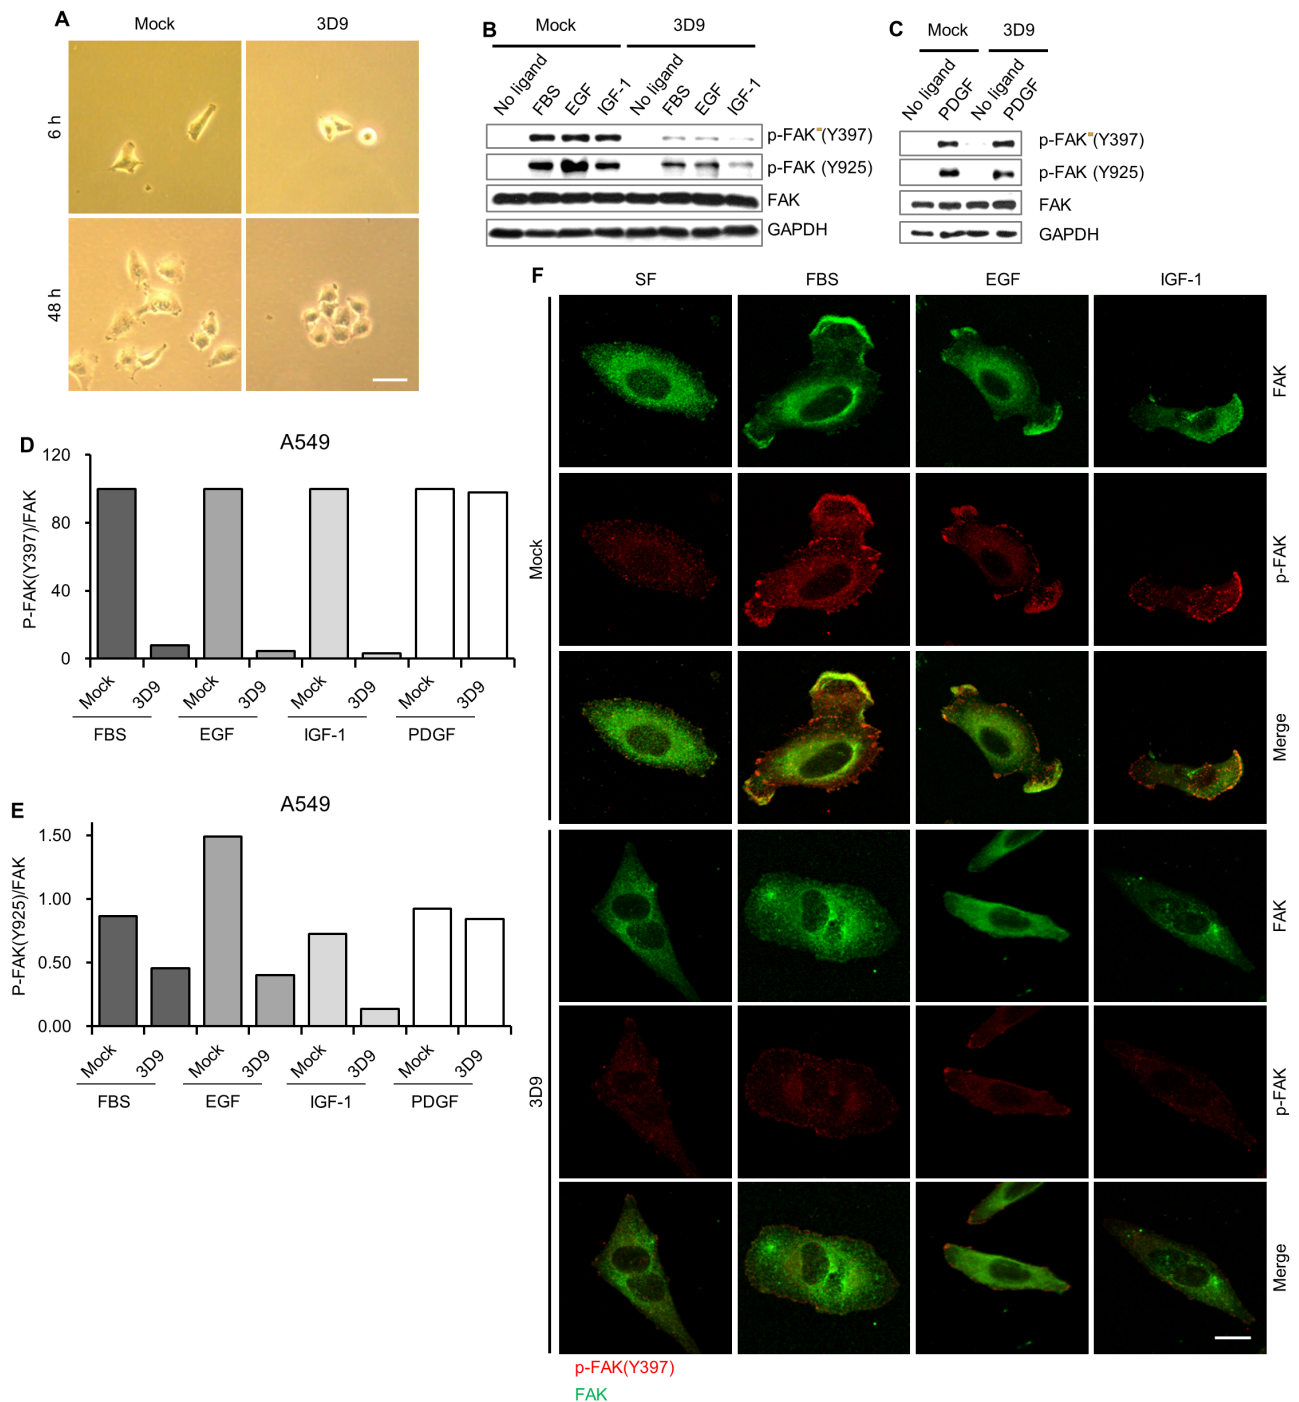 A
Mock
3D9
6 h
48 h
B
Mock
3D9
No ligand
FBS
EGF
IGF-1
No ligand
FBS
EGF
IGF-1
p-FAK (Y397)
p-FAK (Y925)
FAK
GAPDH
C
Mock
3D9
No ligand
PDGF
No ligand
PDGF
p-FAK (Y397)
p-FAK (Y925)
FAK
GAPDH
D
A549
P-FAK(Y397)/FAK
120
80
40
0
Mock
3D9
Mock
3D9
Mock
3D9
Mock
3D9
FBS
EGF
IGF-1
PDGF
E
A549
P-FAK(Y925)/FAK
1.50
1.00
0.50
0.00
Mock
3D9
Mock
3D9
Mock
3D9
Mock
3D9
FBS
EGF
IGF-1
PDGF
F
SF
FBS
EGF
IGF-1
Mock
FAK
p-FAK
Merge
3D9
FAK
p-FAK
Merge
p-FAK(Y397)
FAK